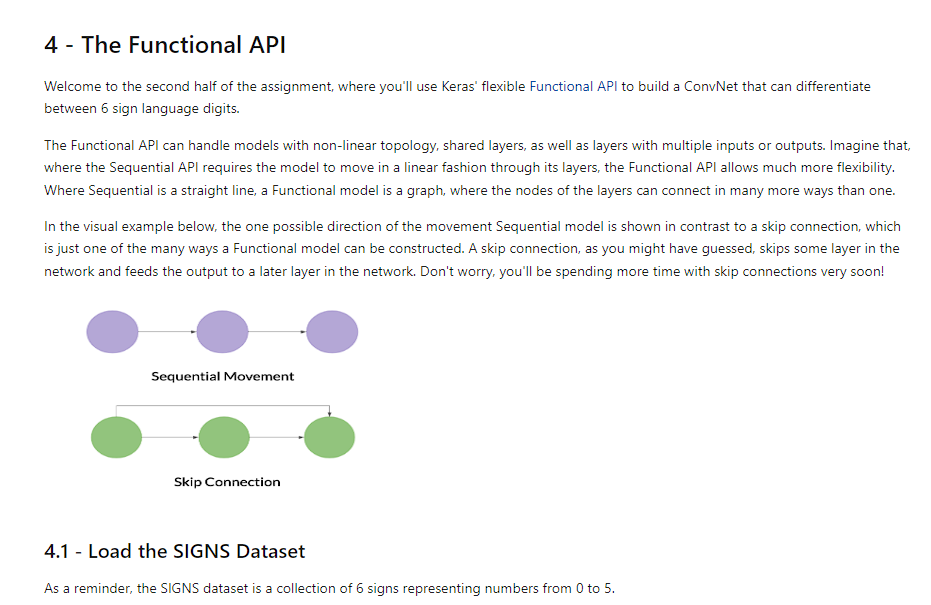 4 - The Functional API
Welcome to the second half of the assignment, where you'll use Keras' flexible Functional API to build a ConvNet that can differentiate
between 6 sign language digits.
The Functional API can handle models with non-linear topology, shared layers, as well as layers with multiple inputs or outputs. Imagine that,
where the Sequential API requires the model to move in a linear fashion through its layers, the Functional API allows much more flexibility.
Where Sequential is a straight line, a Functional model is a graph, where the nodes of the layers can connect in many more ways than one.
In the visual example below, the one possible direction of the movement Sequential model is shown in contrast to a skip connection, which
is just one of the many ways a Functional model can be constructed. A skip connection, as you might have guessed, skips some layer in the
network and feeds the output to a later layer in the network. Don't worry, you'll be spending more time with skip connections very soon!
Sequential Movement
Skip Connection
4.1 - Load the SIGNS Dataset
As a reminder, the SIGNS dataset is a collection of 6 signs representing numbers from 0 to 5.